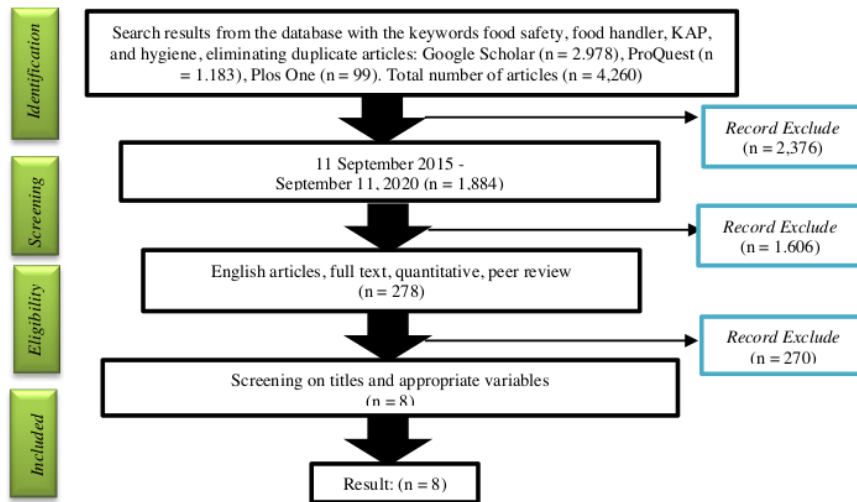 Identification
Search results from the database with the keywords food safety, food handler, KAP,
and hygiene, eliminating duplicate articles: Google Scholar (n = 2.978), ProQuest (n
= 1.183), Plos One (n = 99). Total number of articles (n = 4,260)
Record Exclude
(n = 2,376)
Screening
11 September 2015 -
September 11, 2020 (n = 1,884)
Record Exclude
(n = 1.606)
Eligibility
English articles, full text, quantitative, peer review
(n = 278)
Record Exclude
(n = 270)
Screening on titles and appropriate variables
(n = 8)
Included
Result: (n = 8)